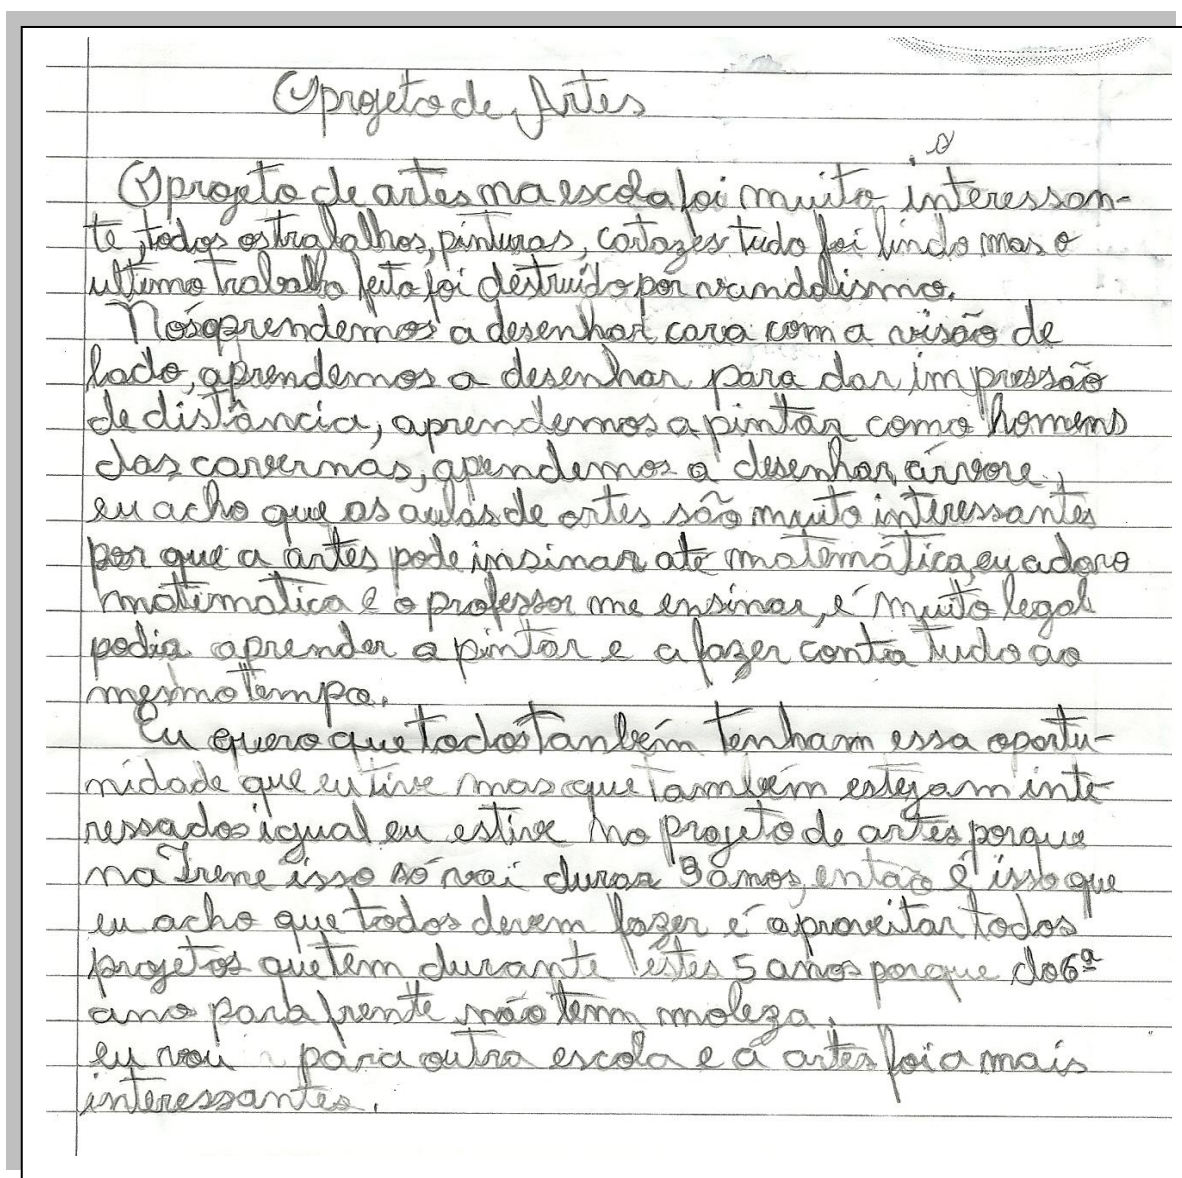 O projeto de Artes
O projeto de artes na escola foi muito interessan-
te, todos os trabalhos, pinturas, cartazes tudo foi lindo mas o
ultimo trabalho feito foi destruido por vandalismo.
Nós aprendemos a desenhar cara com a visão de
lado, aprendemos a desenhar para dar impressão
de distância, aprendemos a pintar como homens
das cavernas, apendemos a desenhar, árvore,
eu acho que as aulas de artes são muito interessantes
por que a artes pode insinar até matemática, eu adoro
matimatica e o professor me ensinar, é muito legal
podia aprender a pintar e a fazer conta tudo ao
mesmo tempo.
Eu quero que todos tanbém tenham essa oportu-
nidade que eu tive mas que também estejam inte-
ressados igual eu estive no projeto de artes porque
na Irene isso só vai durar anos, então é isso que
eu acho que todos devem fazer é aproveitar todos
projetos que tem durante estes 5 anos porque do 6ª
ano para frente não tem moleza.
eu vou para outra escola e a artes foi a mais
interessantes.